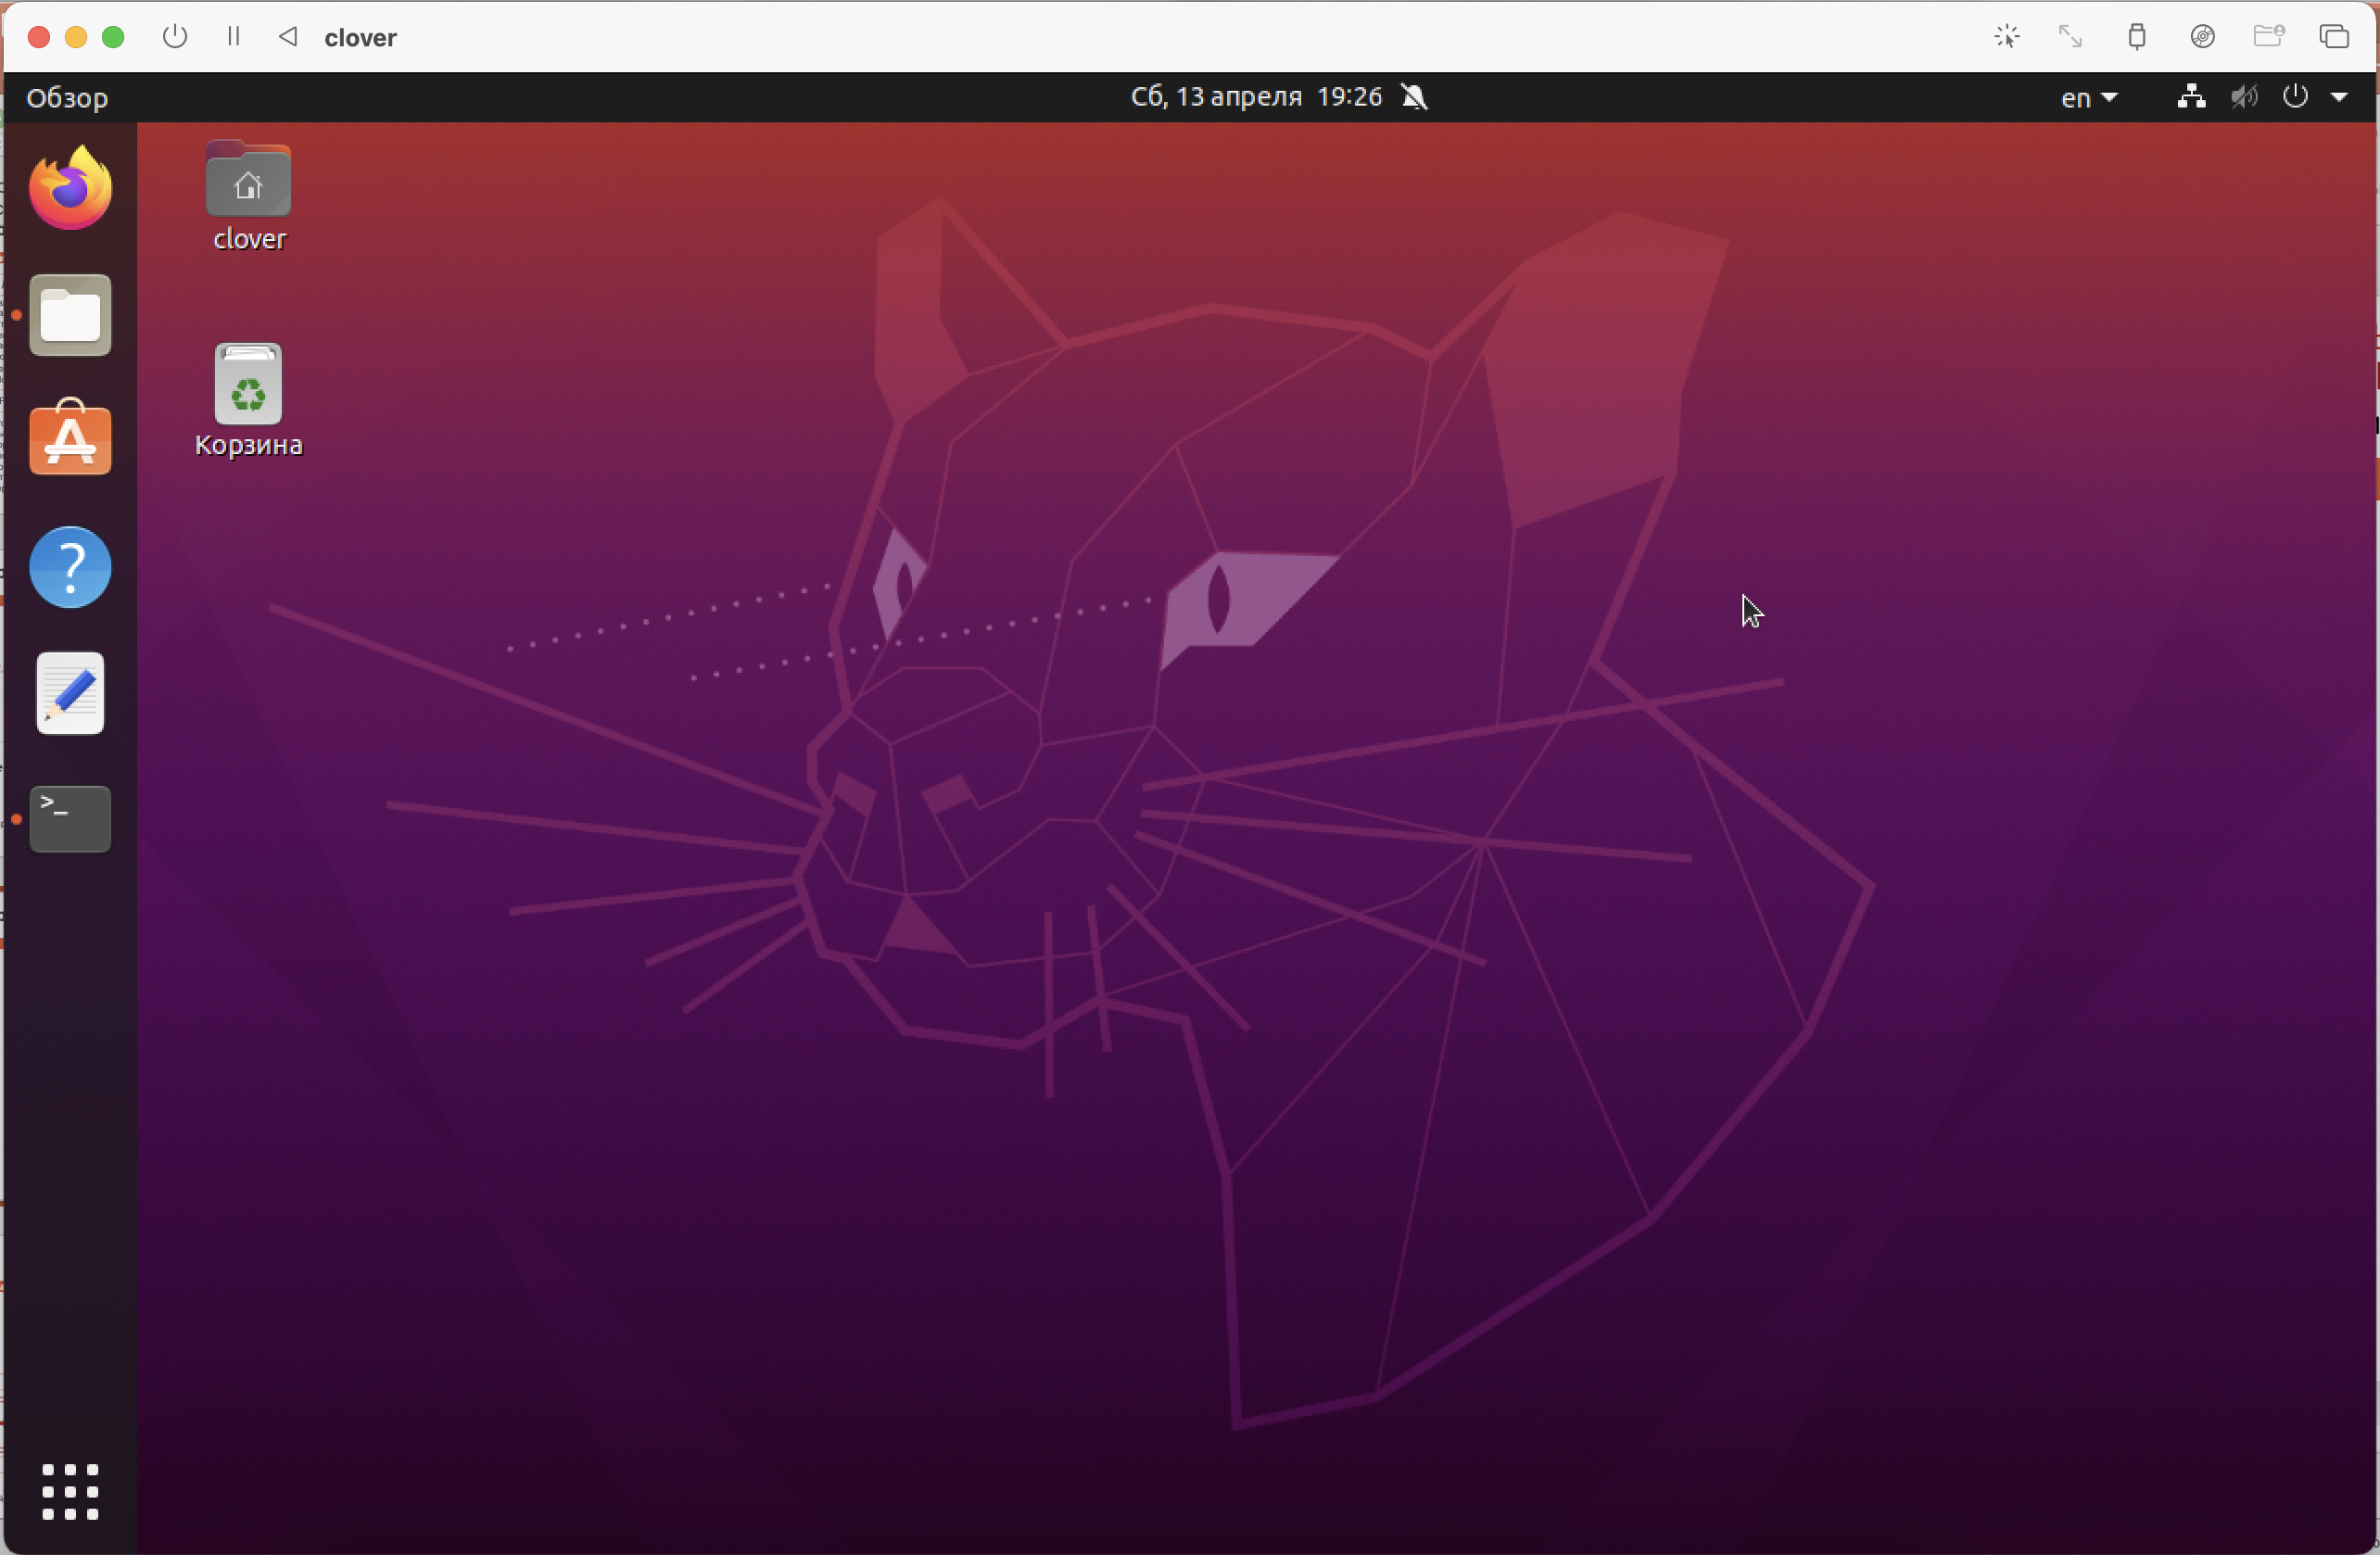 clover
Обзор
Сб, 13 апреля 19:26
en
clover
Корзина